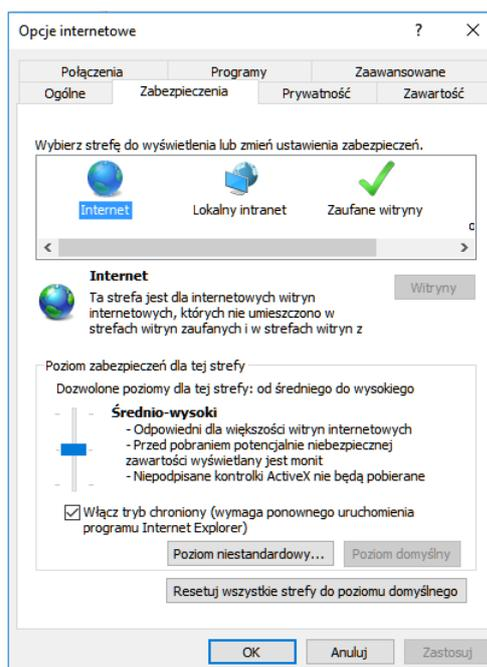 Opcje internetowe
Połączenia Programy Zaawansowane
Ogólne Zabezpieczenia Prywatność Zawartość
Wybierz strefę do wyświetlenia lub zmień ustawienia zabezpieczeń.
Internet Lokalny intranet Zaufane witryny
Internet
Witryny
Ta strefa jest dla internetowych witryn
internetowych, których nie umieszczono w
strefach witryn zaufanych i w strefach witryn z
Poziom zabezpieczeń dla tej strefy
Dozwolone poziomy dla tej strefy: od średniego do wysokiego
Średnio-wysoki
- Odpowiedni dla większości witryn internetowych
- Przed pobraniem potencjalnie niebezpiecznej
zawartości wyświetlany jest monit
- Niepodpisane kontrolki ActiveX nie będą pobierane
Włącz tryb chroniony (wymaga ponownego uruchomienia
programu Internet Explorer)
Poziom niestandardowy... Poziom domyślny
Resetuj wszystkie strefy do poziomu domyślnego
OK Anuluj Zastosuj